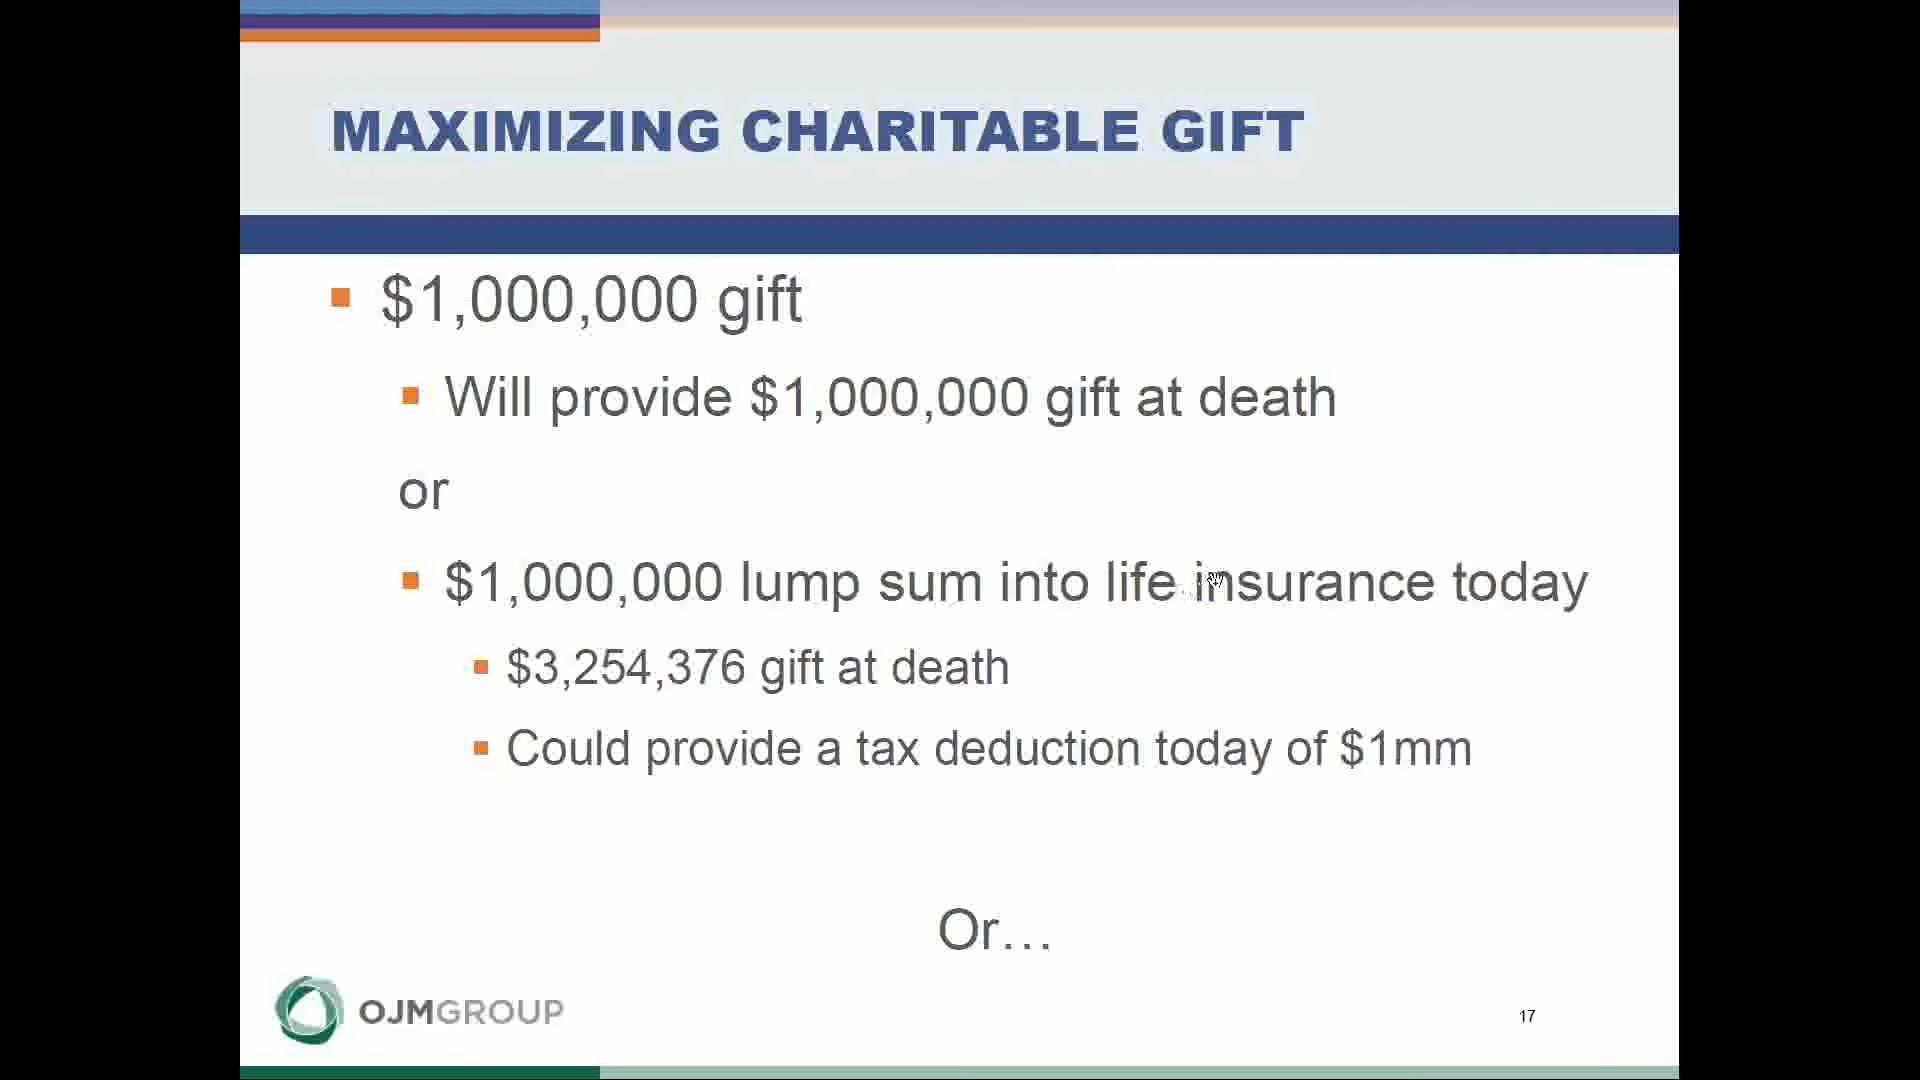 MAXIMIZING CHARITABLE GIFT
$1,000,000 gift
Will provide $1,000,000 gift at death
or
$1,000,000 lump sum into life insurance today
$3,254,376 gift at death
Could provide a tax deduction today of $1mm
Or…
OJMGROUP
17